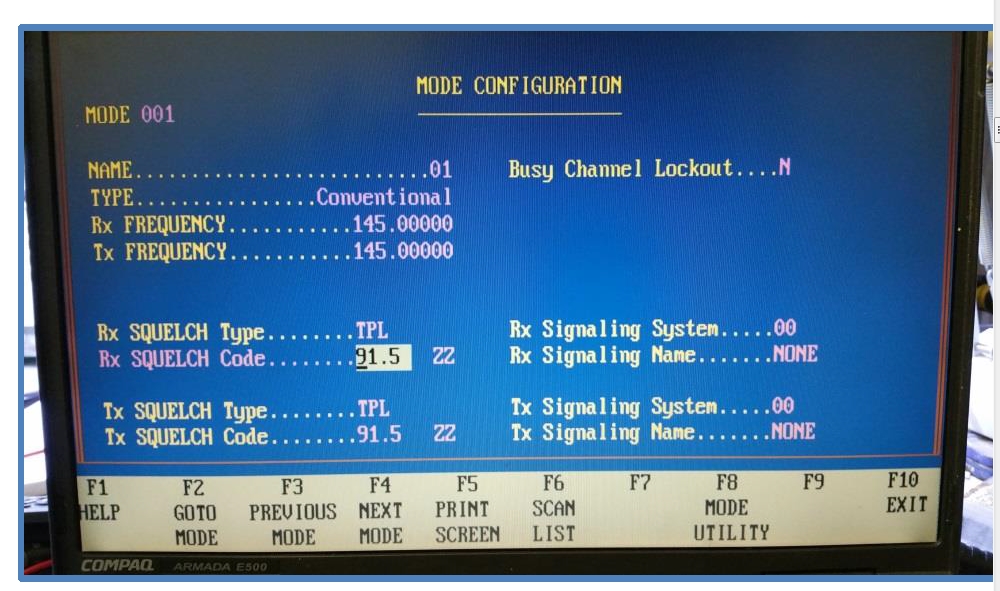 MODE CONFIGURATION
MODE 001
NAME..........................01 Busy Channel Lockout....N
TYPE................Conventional
Rx FREQUENCY...........145.00000
Tx FREQUENCY...........145.00000
Rx SQUELCH Type........TPL Rx Signaling System.....00
Rx SQUELCH Code........91.5 ZZ Rx Signaling Name.......NONE
Tx SQUELCH Type........TPL Tx Signaling System.....00
Tx SQUELCH Code........91.5 ZZ Tx Signaling Name.......NONE
F1 F2 F3 F4 F5 F6 F7 F8 F9 F10
HELP GOTO PREVIOUS NEXT PRINT SCAN MODE EXIT
MODE MODE MODE SCREEN LIST UTILITY
COMPAQ ARMADA E500